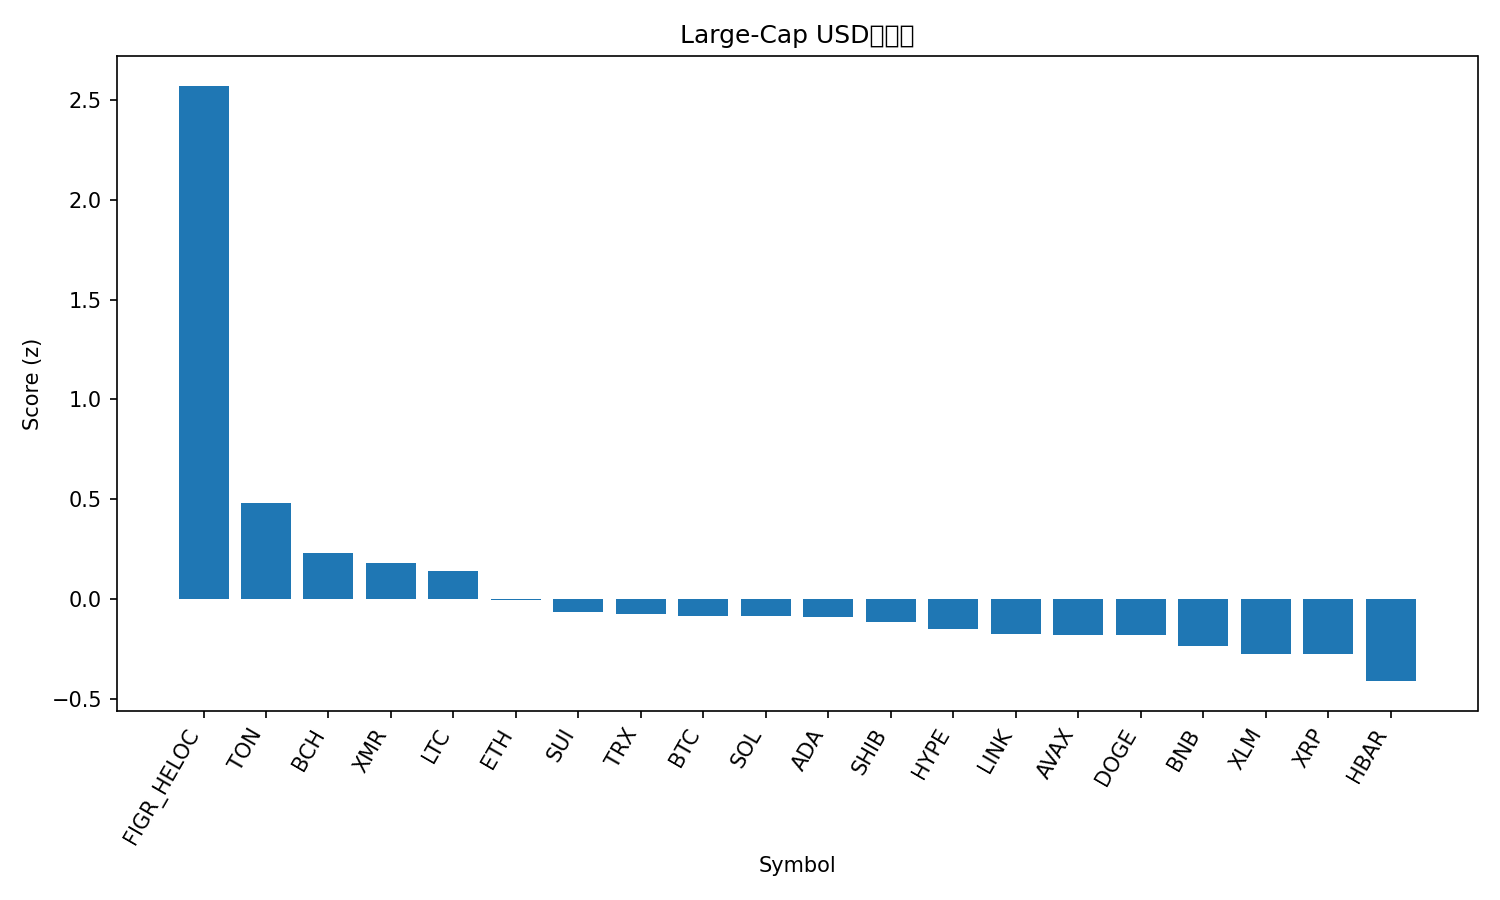 Large-Cap USD
Score (z)
2.5
2.0
1.5
1.0
0.5
0.0
−0.5
FIGR_HELOC
TON
BCH
XMR
LTC
ETH
SUI
TRX
BTC
SOL
ADA
SHIB
HYPE
LINK
AVAX
DOGE
BNB
XLM
XRP
HBAR
Symbol